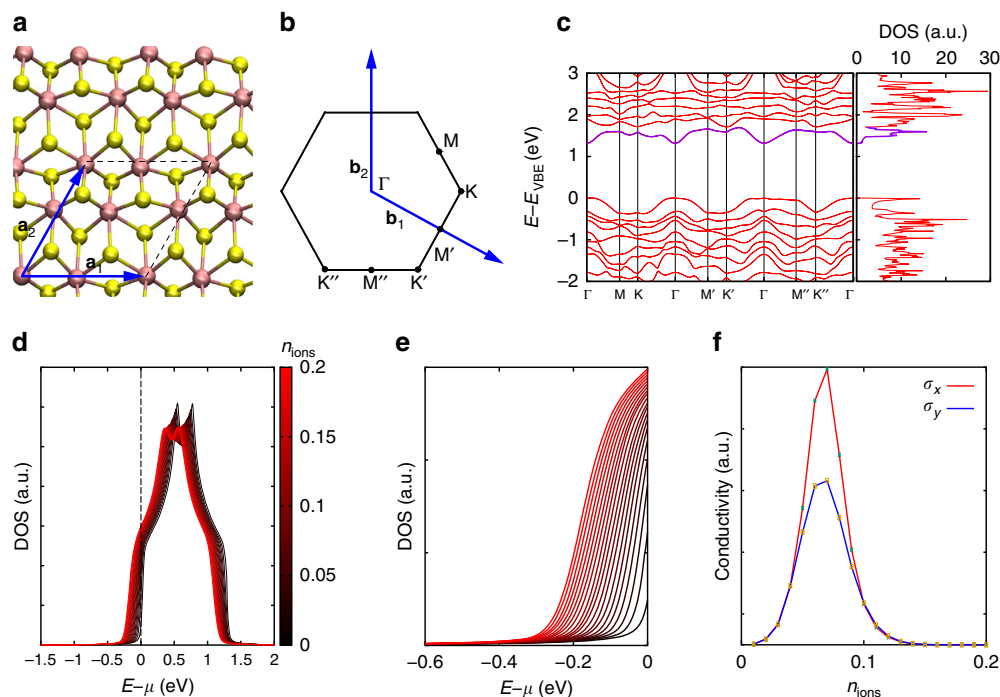 a
a₂
a₁
b
b₂
Γ
b₁
M
K
M′
K′
M″
K″
c
DOS (a.u.)
0 10 20 30
E–E_VBE (eV)
3
2
1
0
–1
–2
Γ M K Γ M′ K′ Γ M″ K″ Γ
d
n_ions
0.2
0.15
0.1
0.05
0
DOS (a.u.)
–1.5 –1 –0.5 0 0.5 1 1.5 2
E–μ (eV)
e
DOS (a.u.)
–0.6 –0.4 –0.2 0
E–μ (eV)
f
σₓ
σ_y
Conductivity (a.u.)
0 0.1 0.2
n_ions